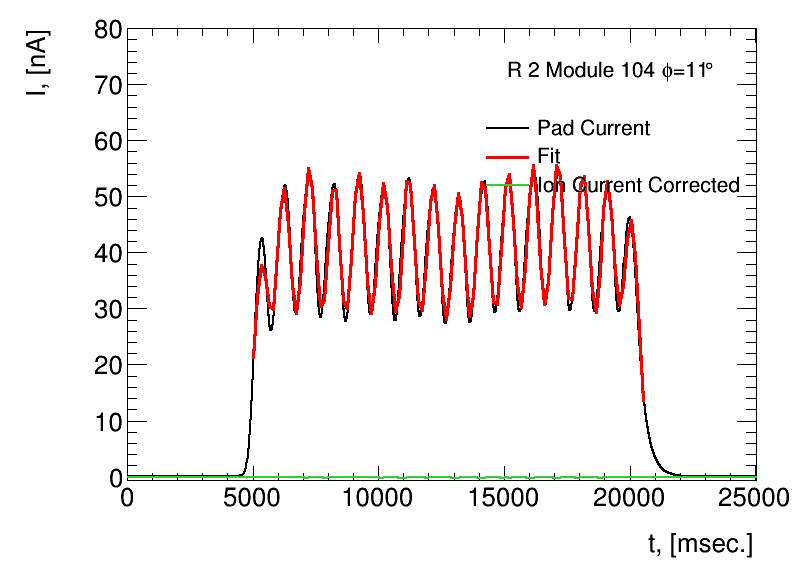 I, [nA]
80
70
60
50
40
30
20
10
0
R 2 Module 104 ϕ=11°
Pad Current
Fit
Ion Current Corrected
0 5000 10000 15000 20000 25000
t, [msec.]